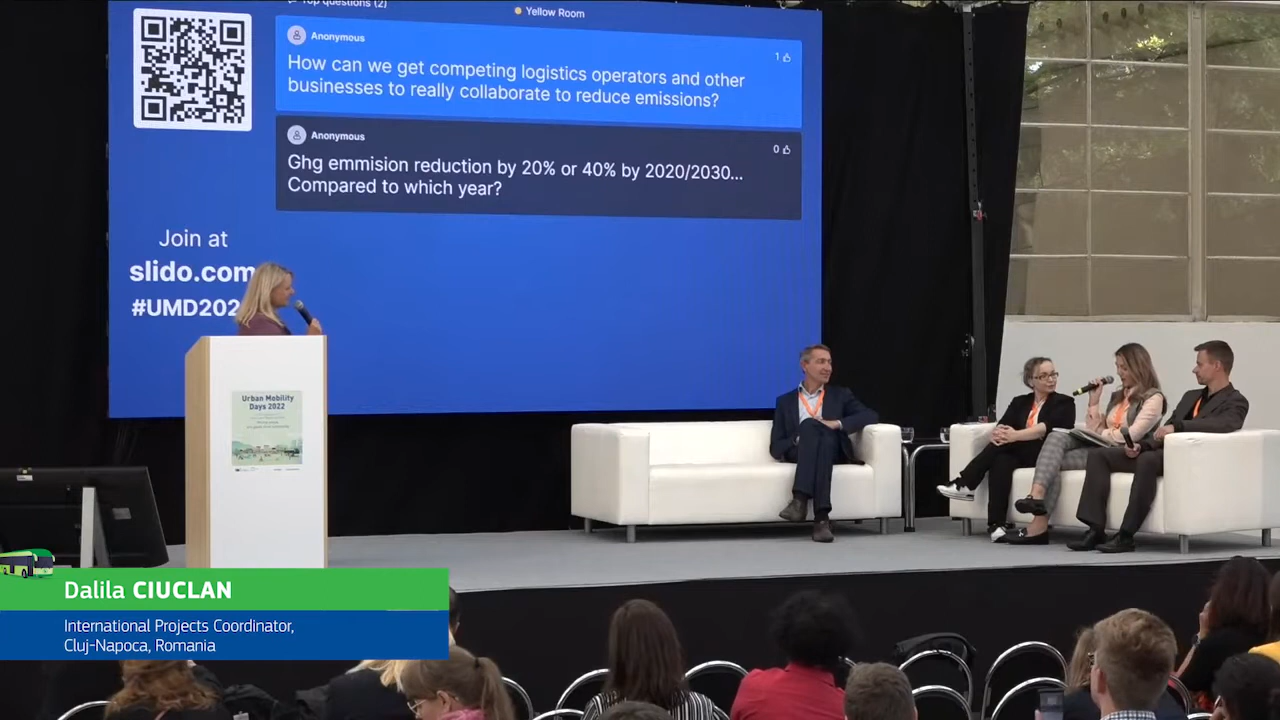 Top questions (2)
Yellow Room
Anonymous
1
How can we get competing logistics operators and other
businesses to really collaborate to reduce emissions?
Anonymous
0
Ghg emmision reduction by 20% or 40% by 2020/2030...
Compared to which year?
Join at
slido.com
#UMD202
Urban Mobility
Days 2022
Dalila CIUCLAN
International Projects Coordinator,
Cluj-Napoca, Romania